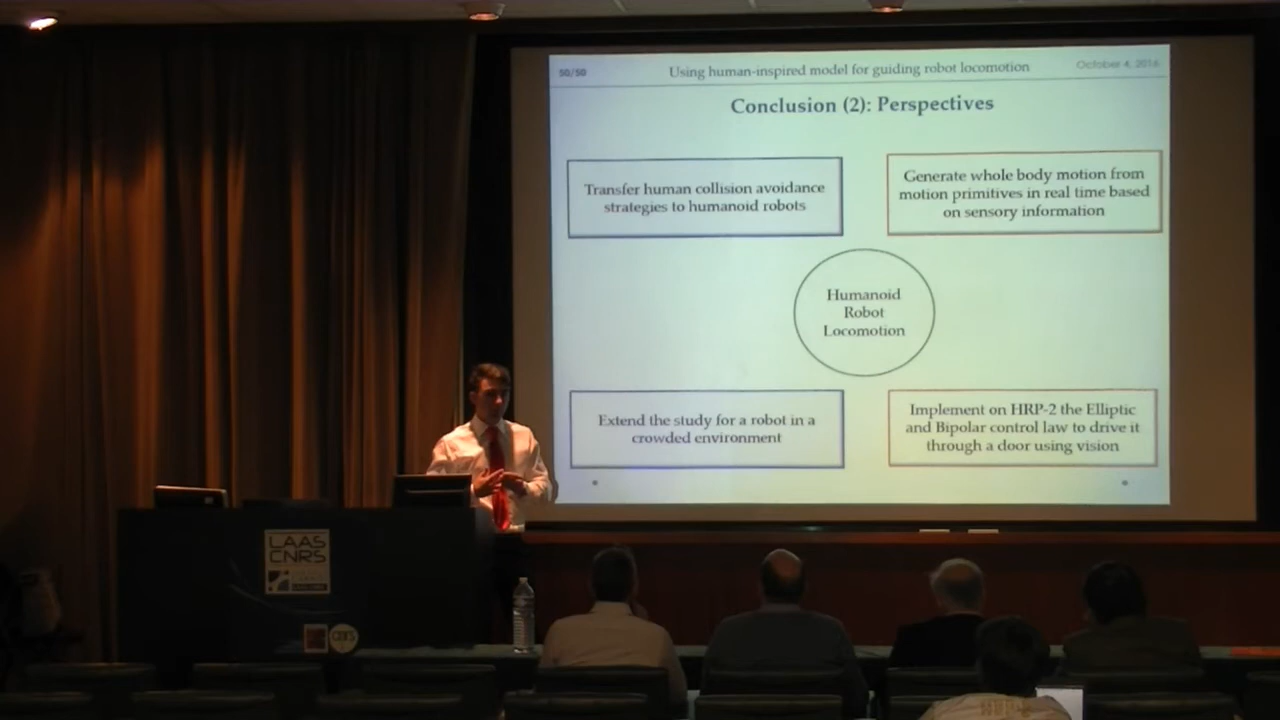 50/50
Using human-inspired model for guiding robot locomotion
October 4, 2016
Conclusion (2): Perspectives
Transfer human collision avoidance
strategies to humanoid robots
Generate whole body motion from
motion primitives in real time based
on sensory information
Humanoid
Robot
Locomotion
Extend the study for a robot in a
crowded environment
Implement on HRP-2 the Elliptic
and Bipolar control law to drive it
through a door using vision
LAAS
CNRS